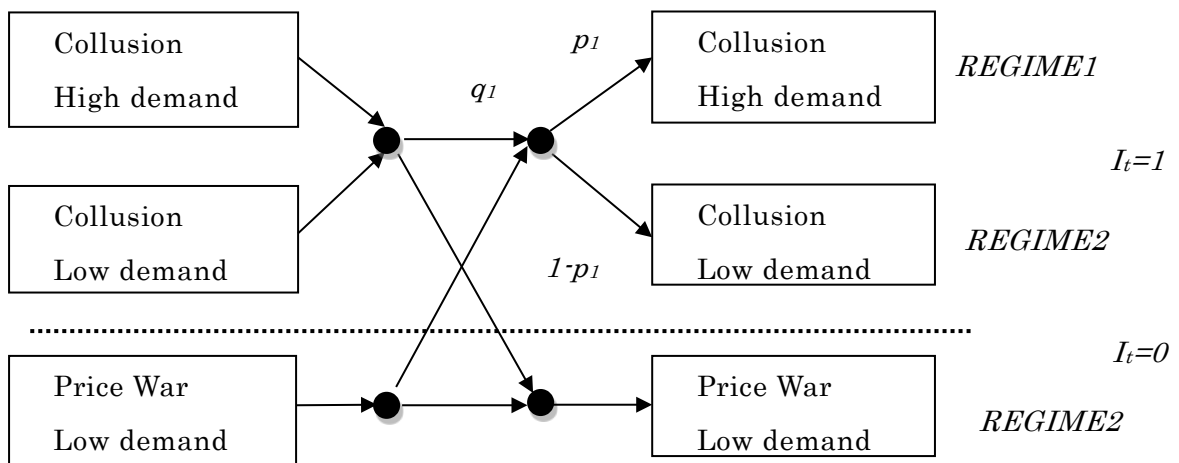 Collusion
High demand
Collusion
Low demand
Price War
Low demand
q1
p1
1-p1
Collusion
High demand
Collusion
Low demand
Price War
Low demand
REGIME1
It=1
REGIME2
It=0
REGIME2